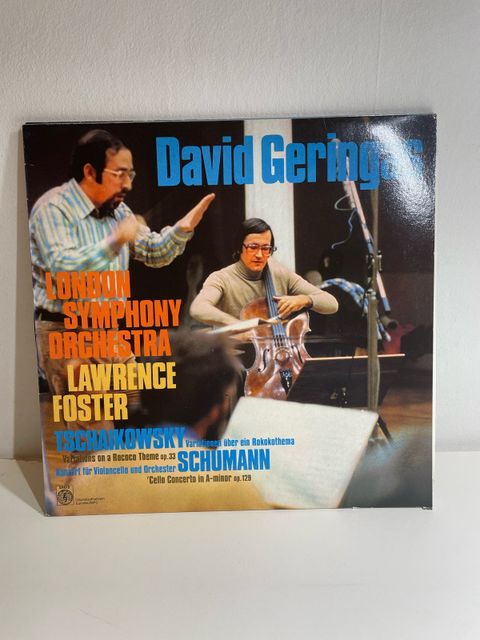 David Geringas
LONDON
SYMPHONY
ORCHESTRA
LAWRENCE
FOSTER
TSCHAIKOWSKY Variationen über ein Rokokothema
Variations on a Rococo Theme op.33
Konzert für Violoncello und Orchester SCHUMANN
'Cello Concerto in A-minor op.129